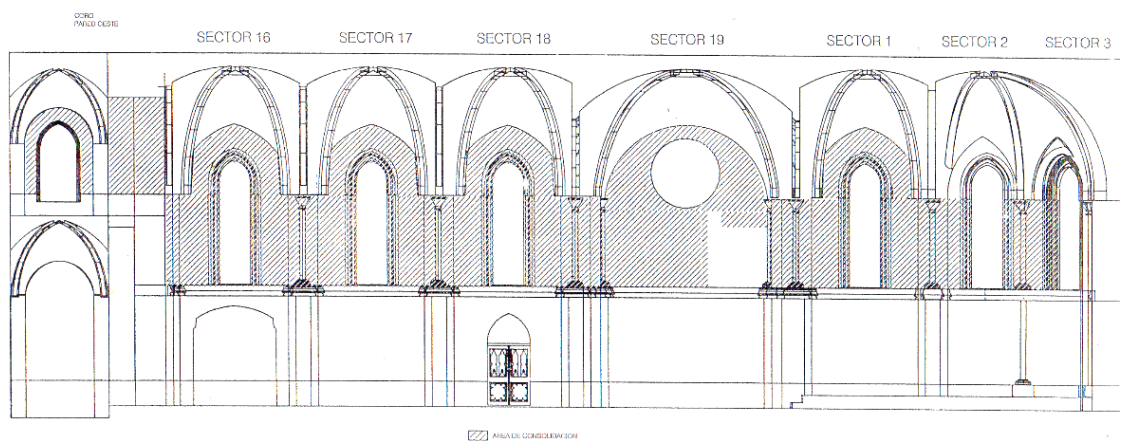 CORO
PARED OESTE
SECTOR 16
SECTOR 17
SECTOR 18
SECTOR 19
SECTOR 1
SECTOR 2
SECTOR 3
AREA DE CONSOLIDACION